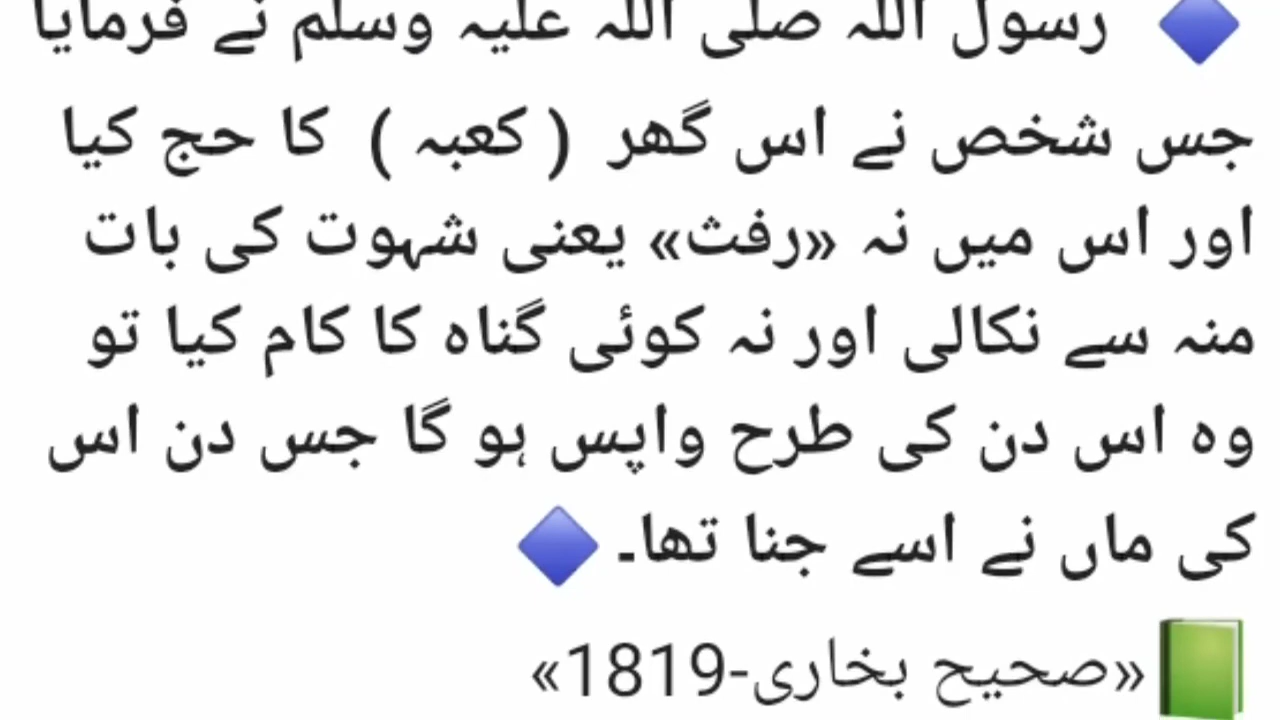 🔷 رسول اللہ صلی اللہ علیہ وسلم نے فرمایا
جس شخص نے اس گھر ( کعبہ ) کا حج کیا
اور اس میں نہ «رفث» یعنی شہوت کی بات
منہ سے نکالی اور نہ کوئی گناہ کا کام کیا تو
وہ اس دن کی طرح واپس ہو گا جس دن اس
کی ماں نے اسے جنا تھا۔ 🔷
📗«صحیح بخاری-1819»